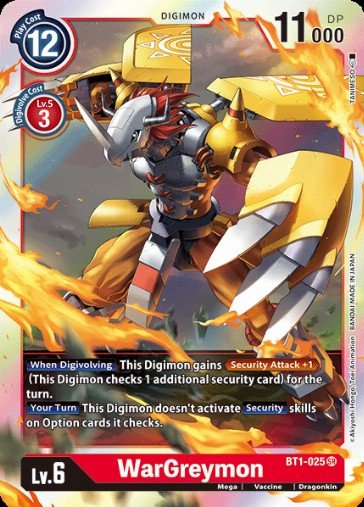 Play Cost
12
DIGIMON
11000
DP
Digivolve Cost
Lv.5
3
TANIMESO
When Digivolving This Digimon gains Security Attack +1
(This Digimon checks 1 additional security card) for the
turn.
Your Turn This Digimon doesn't activate Security skills
on Option cards it checks.
©Akiyoshi Hongo, Toei Animation BANDAI MADE IN JAPAN
BT1-025 SR
Lv.6
WarGreymon
Mega | Vaccine | Dragonkin